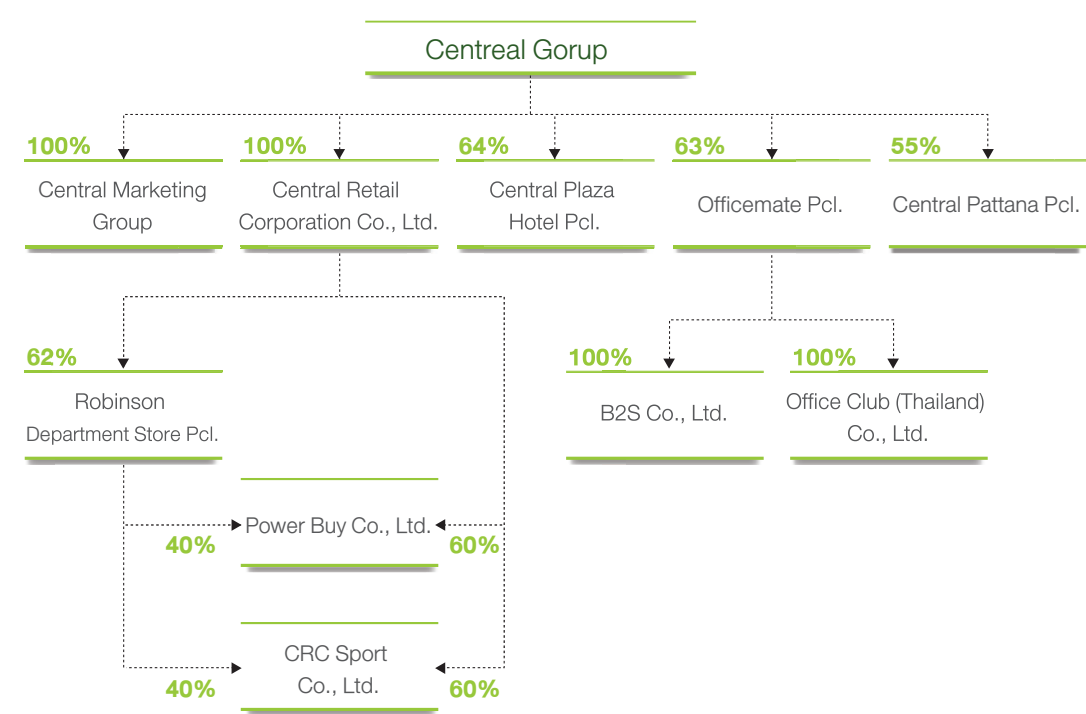 Centreal Gorup
100%
100%
64%
63%
55%
Central Marketing
Group
Central Retail
Corporation Co., Ltd.
Central Plaza
Hotel Pcl.
Officemate Pcl.
Central Pattana Pcl.
62%
100%
100%
Robinson
Department Store Pcl.
B2S Co., Ltd.
Office Club (Thailand)
Co., Ltd.
Power Buy Co., Ltd.
40%
60%
CRC Sport
Co., Ltd.
40%
60%